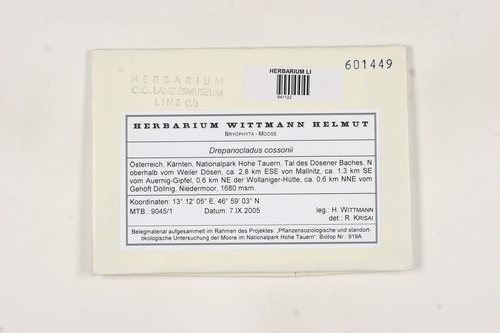 HERBARIUM
O.Ö. LANDESMUSEUM
LINZ (LI)
HERBARIUM LI
841122
601449
HERBARIUM WITTMANN HELMUT
BRYOPHYTA - MOOSE
Drepanocladus cossonii
Österreich, Kärnten, Nationalpark Hohe Tauern, Tal des Dösener Baches, N
oberhalb vom Weiler Dösen. ca. 2,8 km ESE von Mallnitz, ca. 1,3 km SE
vom Auernig-Gipfel, 0,6 km NE der Wollaniger-Hütte, ca. 0,6 km NNE vom
Gehöft Döllnig, Niedermoor, 1680 msm.
Koordinaten: 13° 12' 05" E, 46° 59' 03" N
MTB.: 9045/1 Datum: 7.IX.2005 leg.: H. WITTMANN
det.: R. KRISAI
Belegmaterial aufgesammelt im Rahmen des Projektes: „Pflanzensoziologische und standort-
ökologische Untersuchung der Moore im Nationalpark Hohe Tauern“; Biotop Nr.: 919A